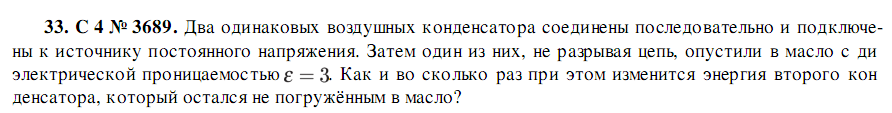 33. С 4 № 3689. Два одинаковых воздушных конденсатора соединены последовательно и подключе-
ны к источнику постоянного напряжения. Затем один из них, не разрывая цепь, опустили в масло с ди
электрической проницаемостью ε = 3. Как и во сколько раз при этом изменится энергия второго кон
денсатора, который остался не погружённым в масло?